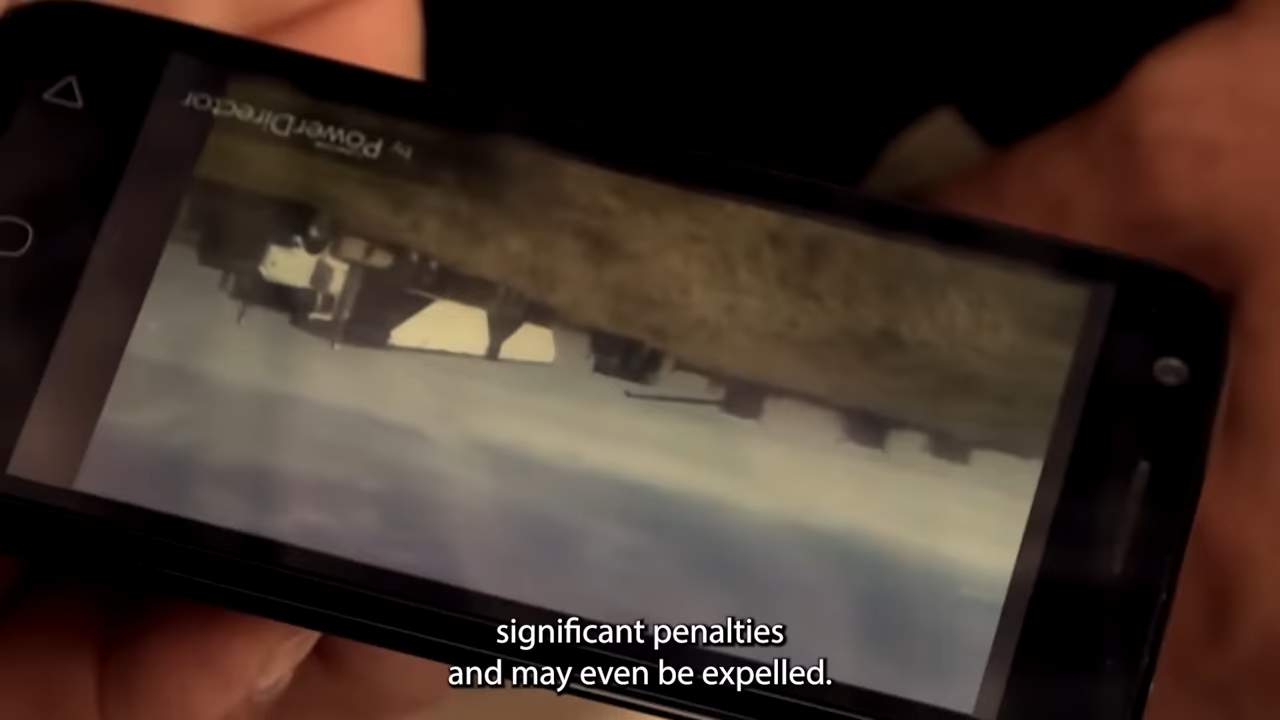 by PowerDirector
significant penalties
and may even be expelled.